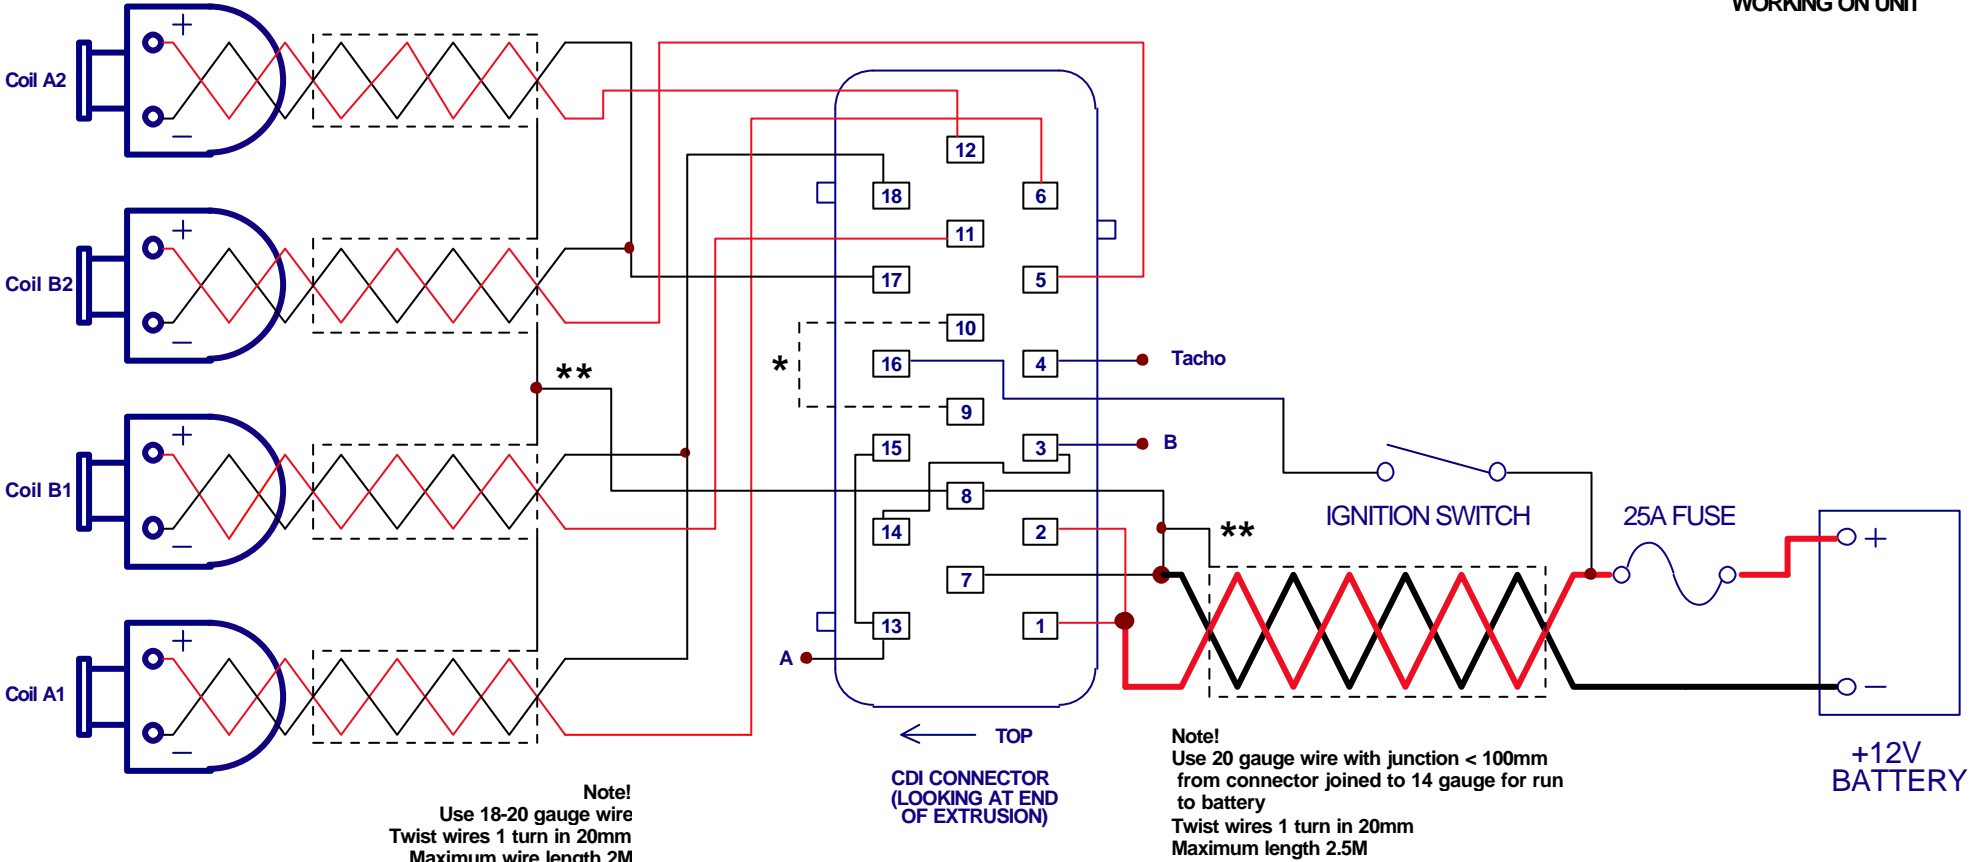 WORKING ON UNIT
Coil A2
+
−
Coil B2
+
−
Coil B1
+
−
Coil A1
+
−
**
*
12
18
6
11
17
5
10
16
4
Tacho
9
15
3
B
8
14
2
7
13
1
A
**
IGNITION SWITCH
25A FUSE
+
−
+12V
BATTERY
TOP
CDI CONNECTOR
(LOOKING AT END
OF EXTRUSION)
Note!
Use 18-20 gauge wire
Twist wires 1 turn in 20mm
Maximum wire length 2M
Note!
Use 20 gauge wire with junction < 100mm
from connector joined to 14 gauge for run
to battery
Twist wires 1 turn in 20mm
Maximum length 2.5M